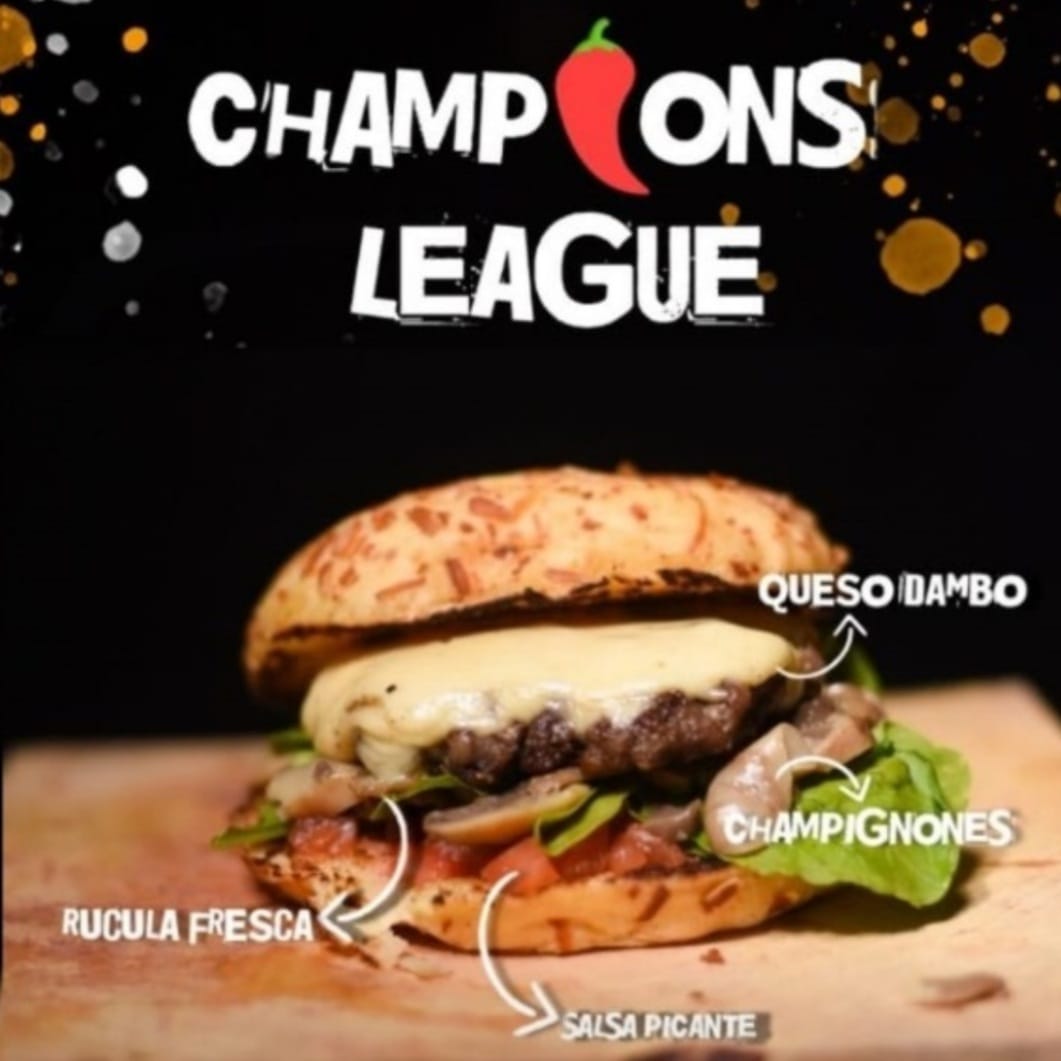 CHAMPIONS
LEAGUE
QUESO DAMBO
CHAMPIGNONES
RUCULA FRESCA
SALSA PICANTE